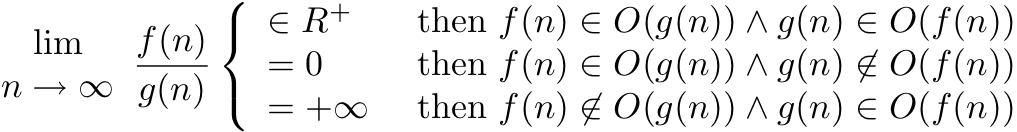 lim n → ∞ f(n)/g(n) {
∈ R⁺ then f(n) ∈ O(g(n)) ∧ g(n) ∈ O(f(n))
= 0 then f(n) ∈ O(g(n)) ∧ g(n) ∉ O(f(n))
= +∞ then f(n) ∉ O(g(n)) ∧ g(n) ∈ O(f(n))